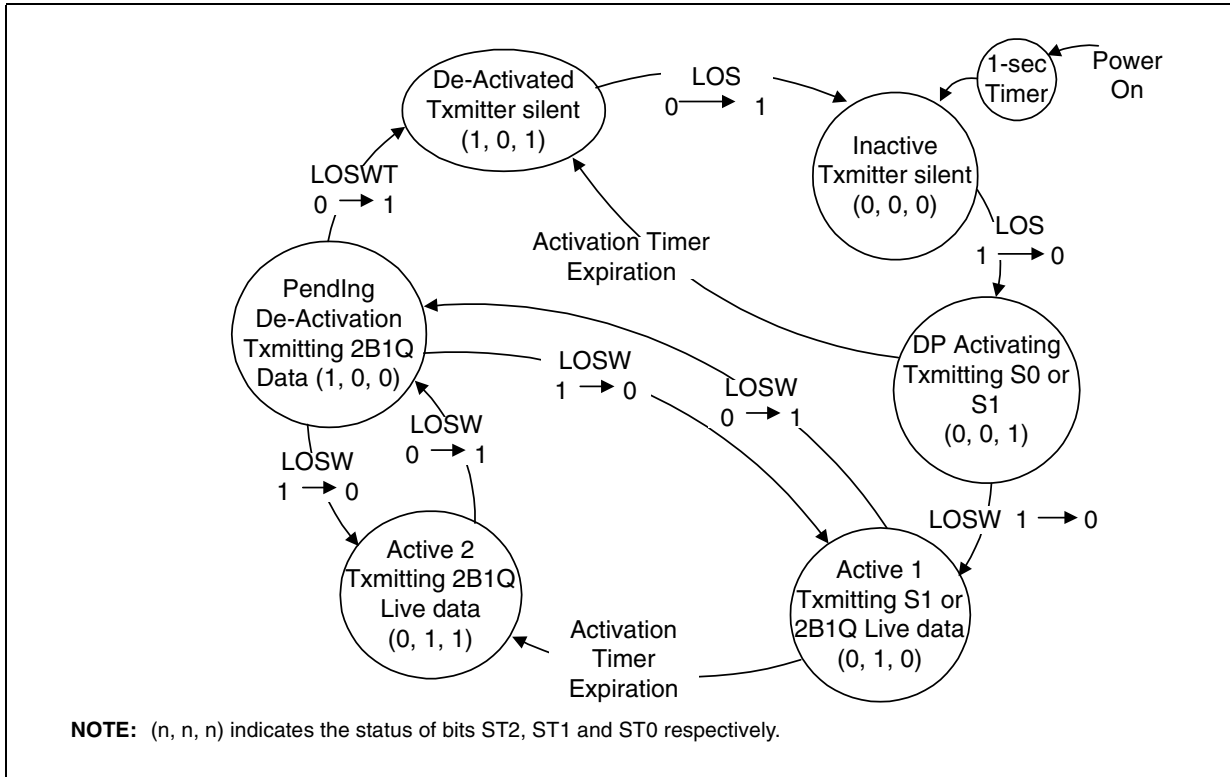 De-Activated
Txmitter silent
(1, 0, 1)
LOS
0 → 1
1-sec
Timer
Power
On
Inactive
Txmitter silent
(0, 0, 0)
LOSWT
0 → 1
LOS
1 → 0
Activation Timer
Expiration
PendIng
De-Activation
Txmitting 2B1Q
Data (1, 0, 0)
DP Activating
Txmitting S0 or
S1
(0, 0, 1)
LOSW
1 → 0
LOSW
0 → 1
LOSW
0 → 1
LOSW
1 → 0
LOSW 1 → 0
Active 2
Txmitting 2B1Q
Live data
(0, 1, 1)
Active 1
Txmitting S1 or
2B1Q Live data
(0, 1, 0)
Activation
Timer
Expiration
NOTE: (n, n, n) indicates the status of bits ST2, ST1 and ST0 respectively.